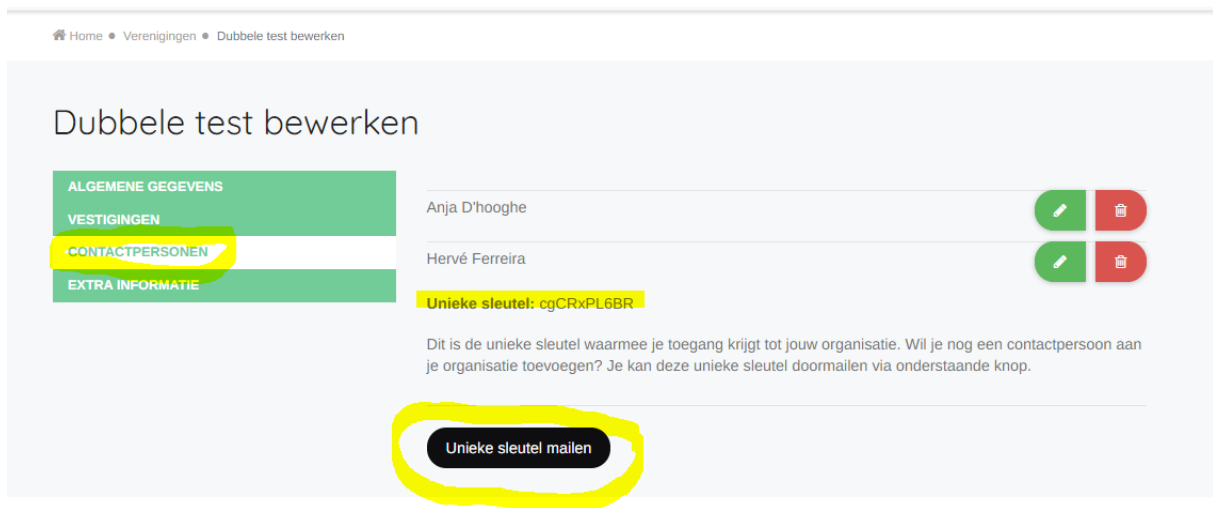 Home ● Verenigingen ● Dubbele test bewerken
Dubbele test bewerken
ALGEMENE GEGEVENS
VESTIGINGEN
CONTACTPERSONEN
EXTRA INFORMATIE
Anja D'hooghe
Hervé Ferreira
Unieke sleutel: cgCRxPL6BR
Dit is de unieke sleutel waarmee je toegang krijgt tot jouw organisatie. Wil je nog een contactpersoon aan
je organisatie toevoegen? Je kan deze unieke sleutel doormailen via onderstaande knop.
Unieke sleutel mailen